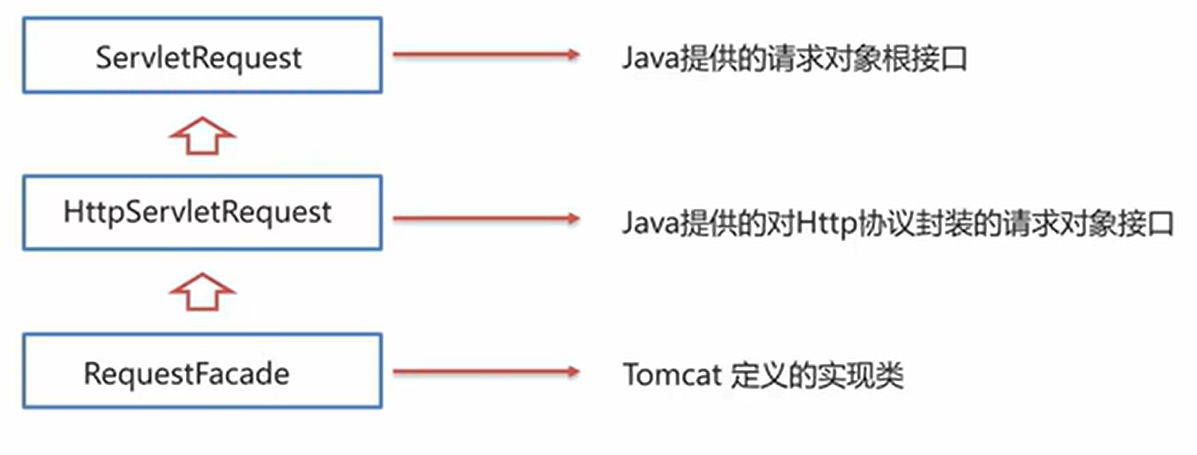 ServletRequest
Java提供的请求对象根接口
HttpServletRequest
Java提供的对Http协议封装的请求对象接口
RequestFacade
Tomcat 定义的实现类